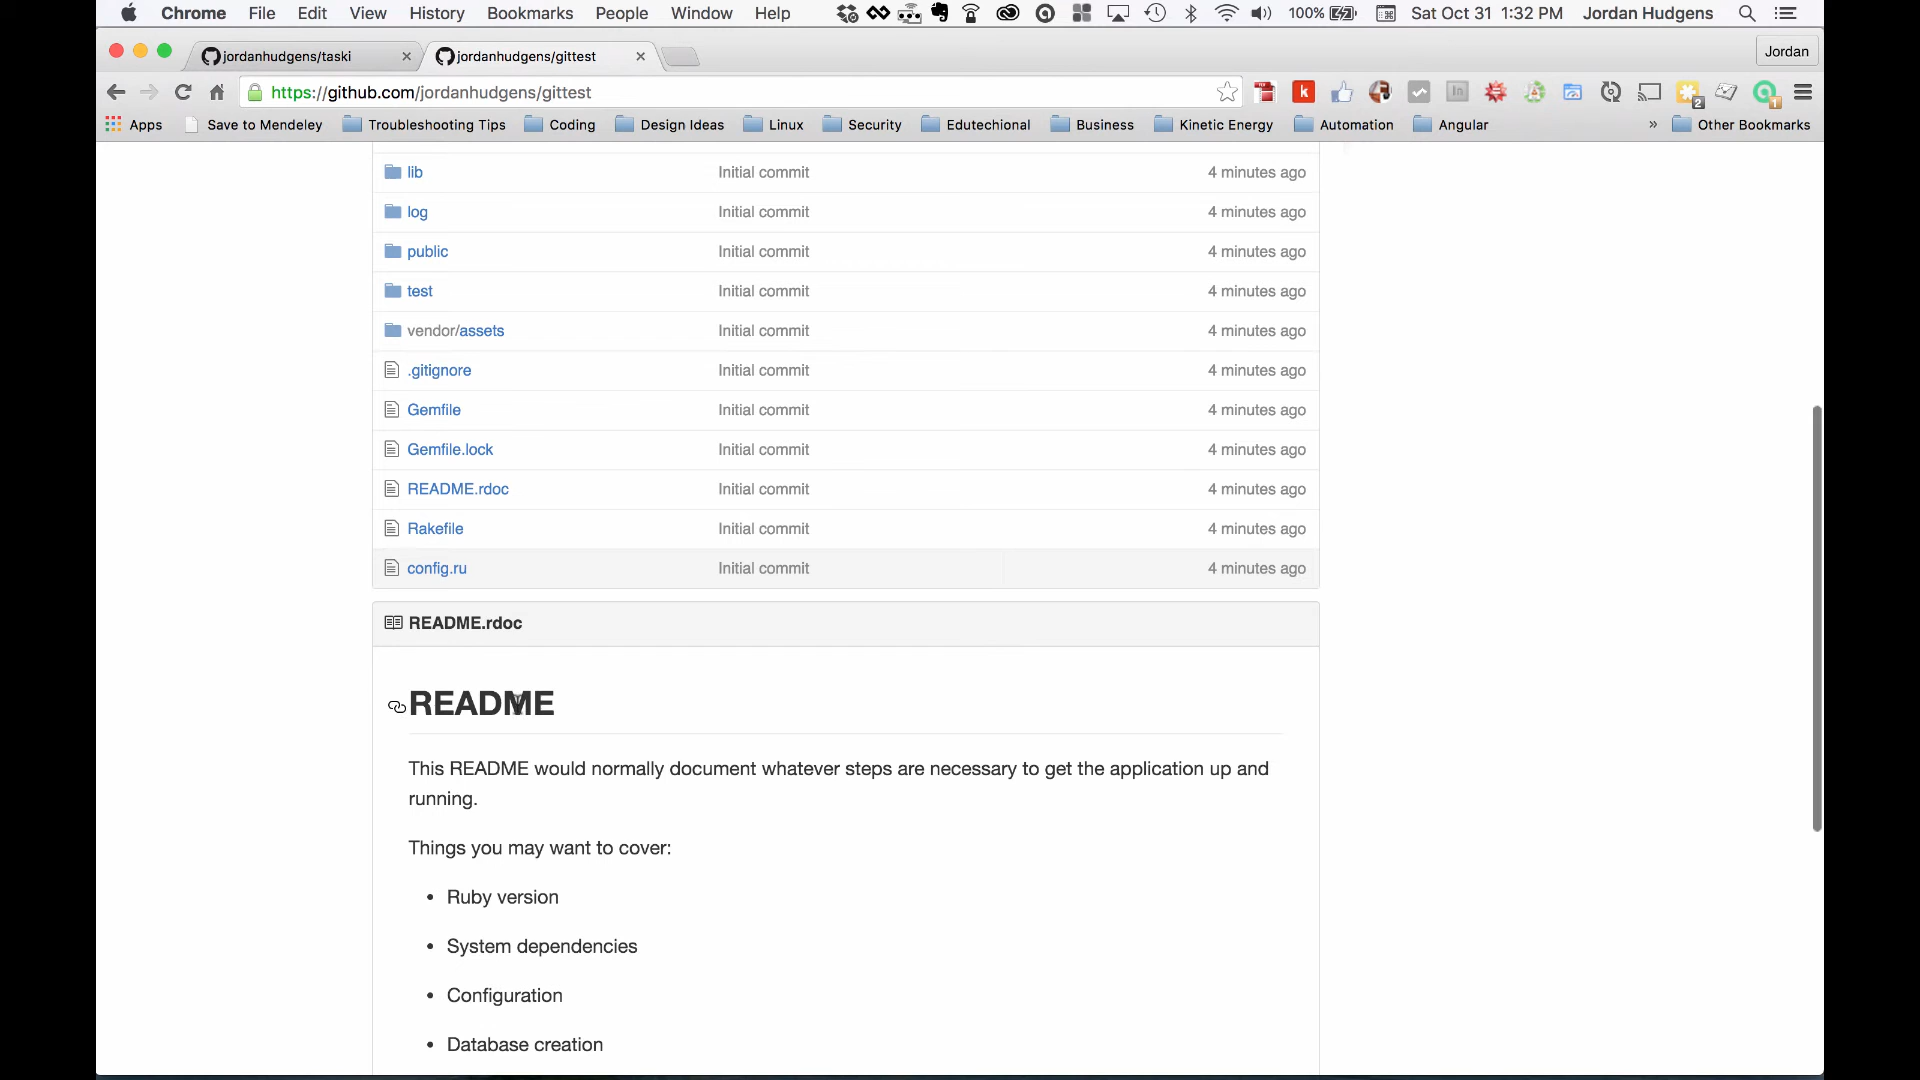 Chrome File Edit View History Bookmarks People Window Help 100% Sat Oct 31 1:32 PM Jordan Hudgens
jordanhudgens/taski jordanhudgens/gittest Jordan
https://github.com/jordanhudgens/gittest
Apps Save to Mendeley Troubleshooting Tips Coding Design Ideas Linux Security Edutechional Business Kinetic Energy Automation Angular » Other Bookmarks
lib Initial commit 4 minutes ago
log Initial commit 4 minutes ago
public Initial commit 4 minutes ago
test Initial commit 4 minutes ago
vendor/assets Initial commit 4 minutes ago
.gitignore Initial commit 4 minutes ago
Gemfile Initial commit 4 minutes ago
Gemfile.lock Initial commit 4 minutes ago
README.rdoc Initial commit 4 minutes ago
Rakefile Initial commit 4 minutes ago
config.ru Initial commit 4 minutes ago
README.rdoc
README
This README would normally document whatever steps are necessary to get the application up and
running.
Things you may want to cover:
• Ruby version
• System dependencies
• Configuration
• Database creation